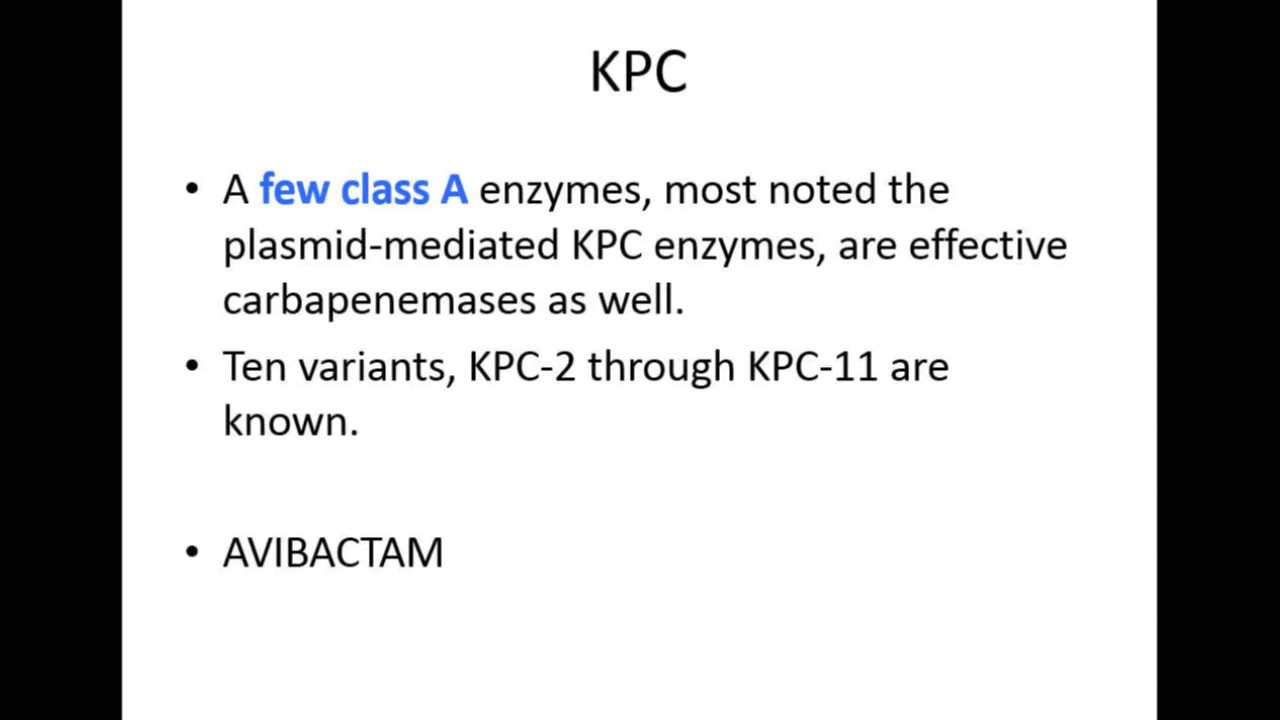 KPC
• A few class A enzymes, most noted the
plasmid-mediated KPC enzymes, are effective
carbapenemases as well.
• Ten variants, KPC-2 through KPC-11 are
known.
• AVIBACTAM